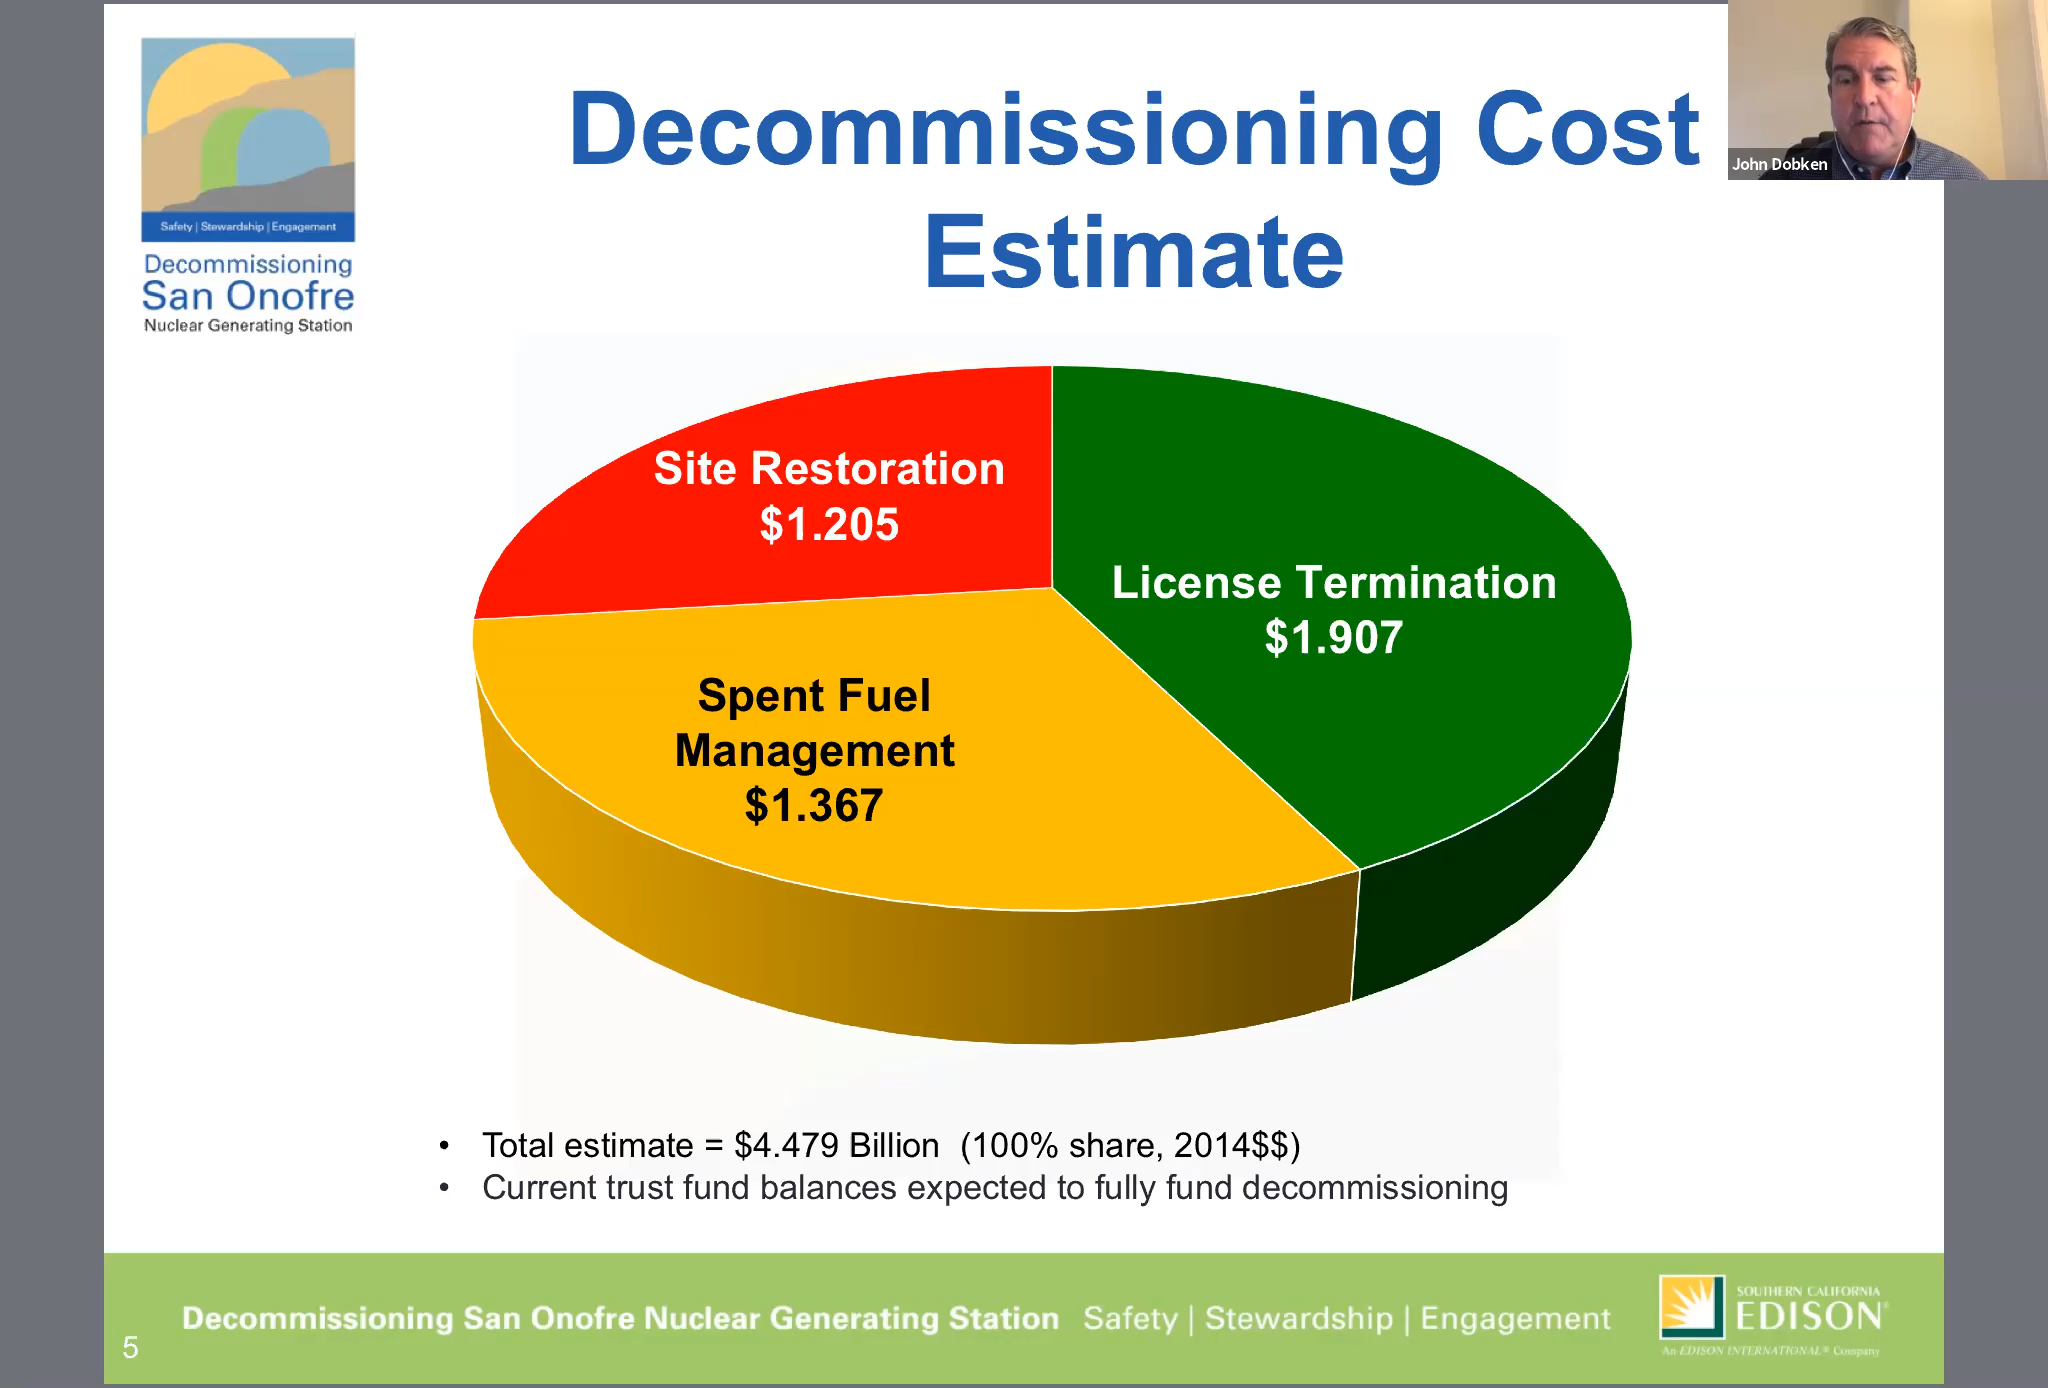 Decommissioning Cost
Estimate
John Dobken
Safety | Stewardship | Engagement
Decommissioning
San Onofre
Nuclear Generating Station
Site Restoration
$1.205
License Termination
$1.907
Spent Fuel
Management
$1.367
• Total estimate = $4.479 Billion (100% share, 2014$$)
• Current trust fund balances expected to fully fund decommissioning
Decommissioning San Onofre Nuclear Generating Station Safety | Stewardship | Engagement
SOUTHERN CALIFORNIA
EDISON®
An EDISON INTERNATIONAL® Company
5